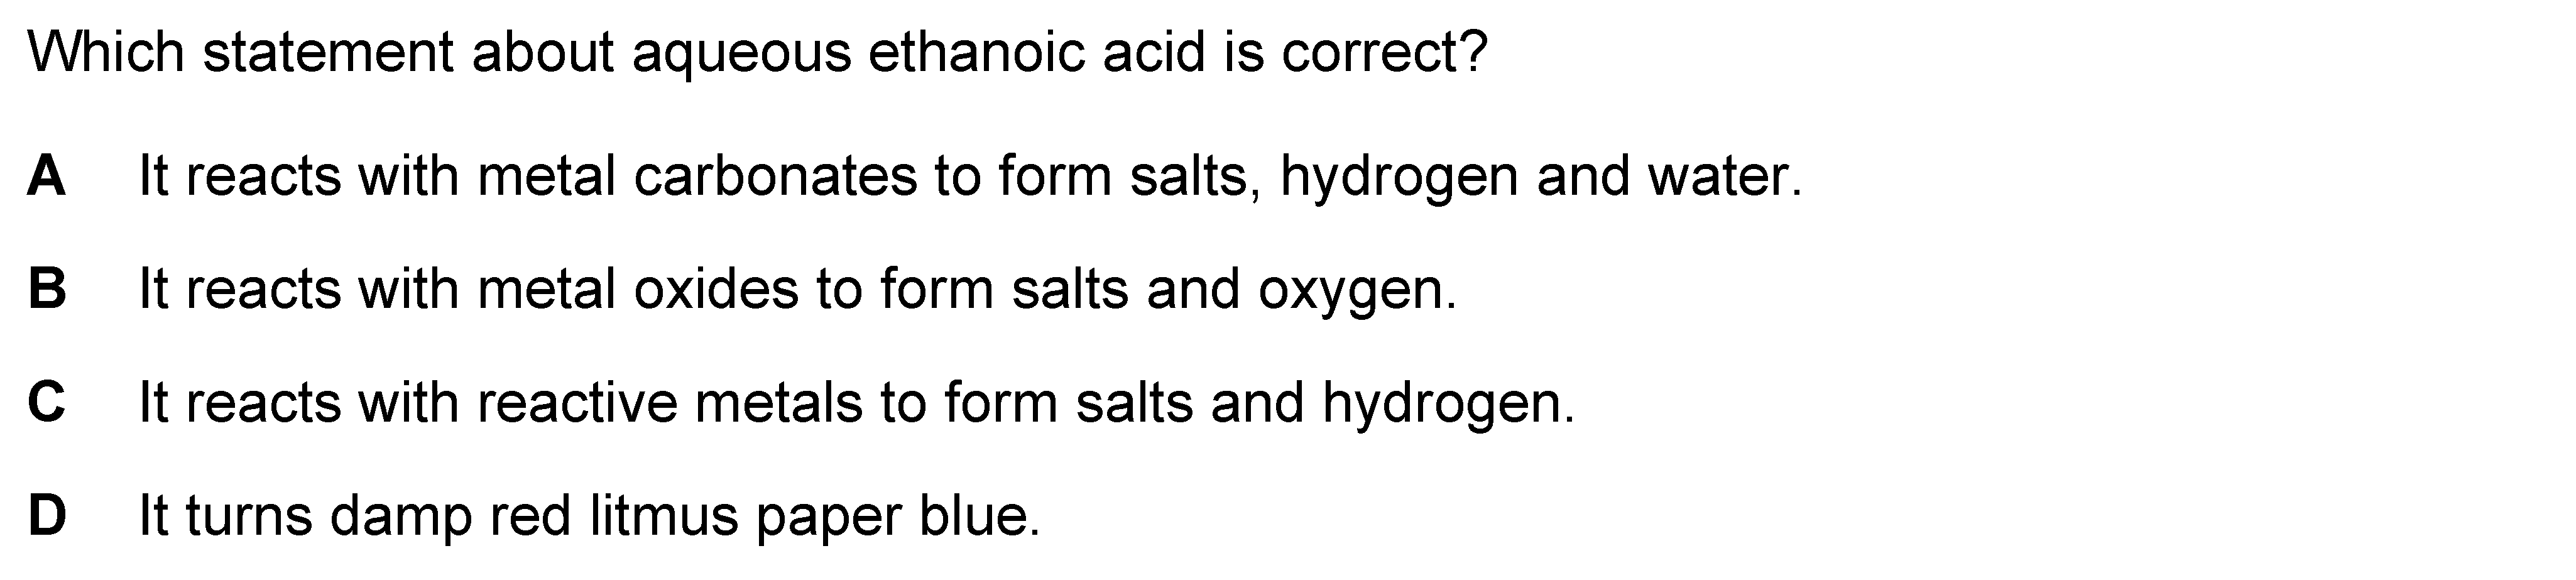 Which statement about aqueous ethanoic acid is correct?
A It reacts with metal carbonates to form salts, hydrogen and water.
B It reacts with metal oxides to form salts and oxygen.
C It reacts with reactive metals to form salts and hydrogen.
D It turns damp red litmus paper blue.